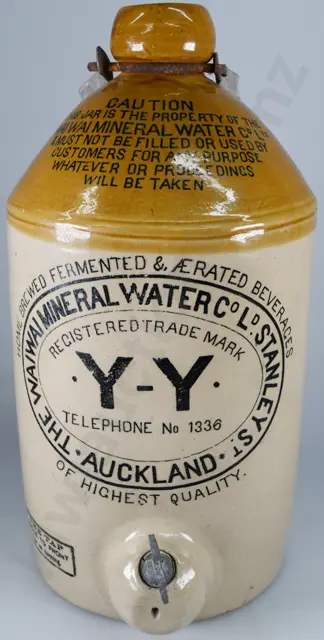 CAUTION
THIS JAR IS THE PROPERTY OF THE
WAIWAI MINERAL WATER Co LTD
& MUST NOT BE FILLED OR USED BY
CUSTOMERS FOR ANY PURPOSE
WHATEVER OR PROCEEDINGS
WILL BE TAKEN
HOME BREWED FERMENTED & ÆRATED BEVERAGES
THE WAIWAI MINERAL WATER Co LD STANLEY ST
REGISTERED TRADE MARK
Y-Y
TELEPHONE No 1336
AUCKLAND
OF HIGHEST QUALITY.
TAP
FRONT